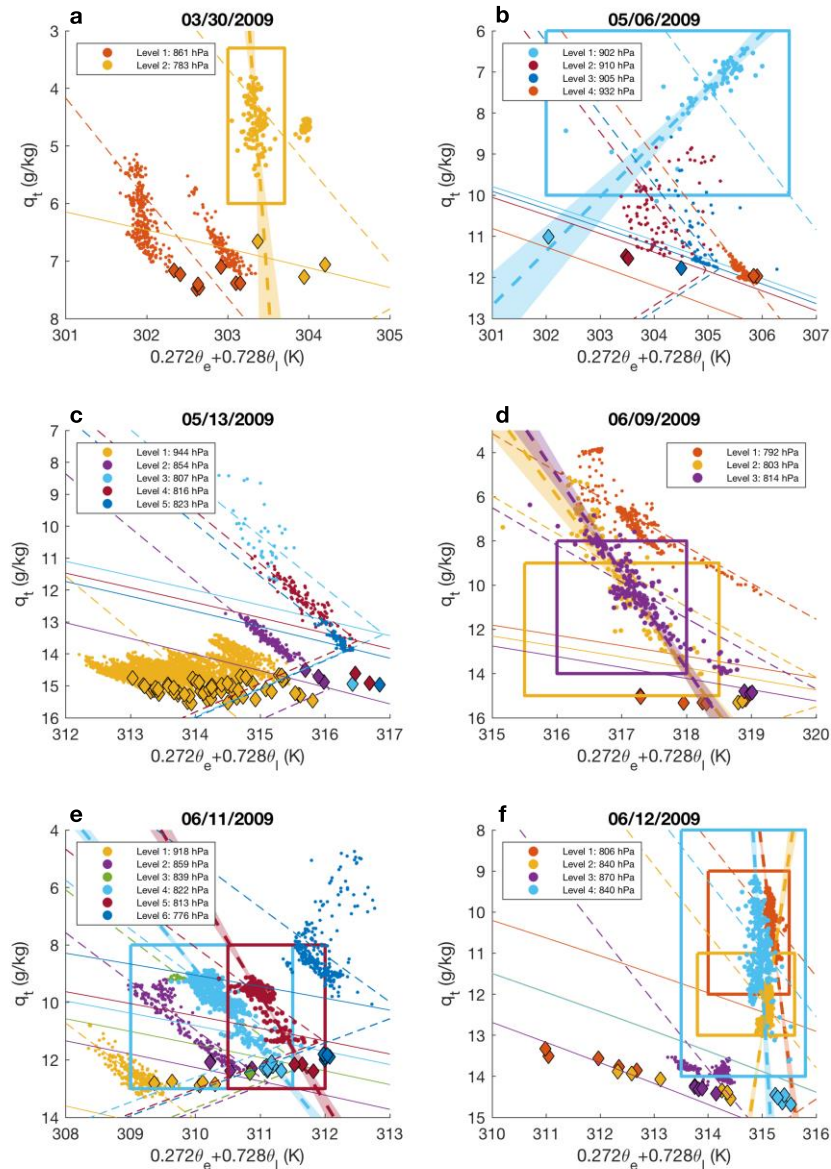 a
03/30/2009
3
4
5
6
7
8
q_t (g/kg)
Level 1: 861 hPa
Level 2: 783 hPa
301 302 303 304 305
0.272θ_e+0.728θ_l (K)
b
05/06/2009
6
7
8
9
10
11
12
13
q_t (g/kg)
Level 1: 902 hPa
Level 2: 910 hPa
Level 3: 905 hPa
Level 4: 932 hPa
301 302 303 304 305 306 307
0.272θ_e+0.728θ_l (K)
c
05/13/2009
7
8
9
10
11
12
13
14
15
16
q_t (g/kg)
Level 1: 944 hPa
Level 2: 854 hPa
Level 3: 807 hPa
Level 4: 816 hPa
Level 5: 823 hPa
312 313 314 315 316 317
0.272θ_e+0.728θ_l (K)
d
06/09/2009
4
6
8
10
12
14
16
q_t (g/kg)
Level 1: 792 hPa
Level 2: 803 hPa
Level 3: 814 hPa
315 316 317 318 319 320
0.272θ_e+0.728θ_l (K)
e
06/11/2009
4
6
8
10
12
14
q_t (g/kg)
Level 1: 918 hPa
Level 2: 859 hPa
Level 3: 839 hPa
Level 4: 822 hPa
Level 5: 813 hPa
Level 6: 776 hPa
308 309 310 311 312 313
0.272θ_e+0.728θ_l (K)
f
06/12/2009
8
9
10
11
12
13
14
15
q_t (g/kg)
Level 1: 806 hPa
Level 2: 840 hPa
Level 3: 870 hPa
Level 4: 840 hPa
310 311 312 313 314 315 316
0.272θ_e+0.728θ_l (K)